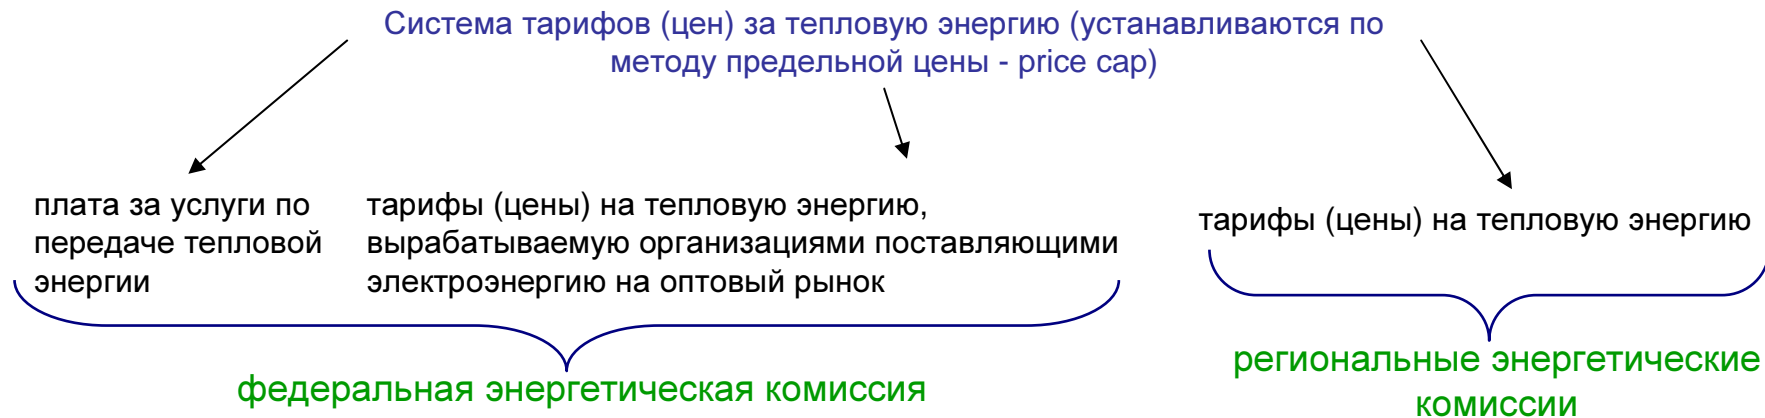 Система тарифов (цен) за тепловую энергию (устанавливаются по
методу предельной цены - price cap)
плата за услуги по
передаче тепловой
энергии
тарифы (цены) на тепловую энергию,
вырабатываемую организациями поставляющими
электроэнергию на оптовый рынок
тарифы (цены) на тепловую энергию
федеральная энергетическая комиссия
региональные энергетические
комиссии